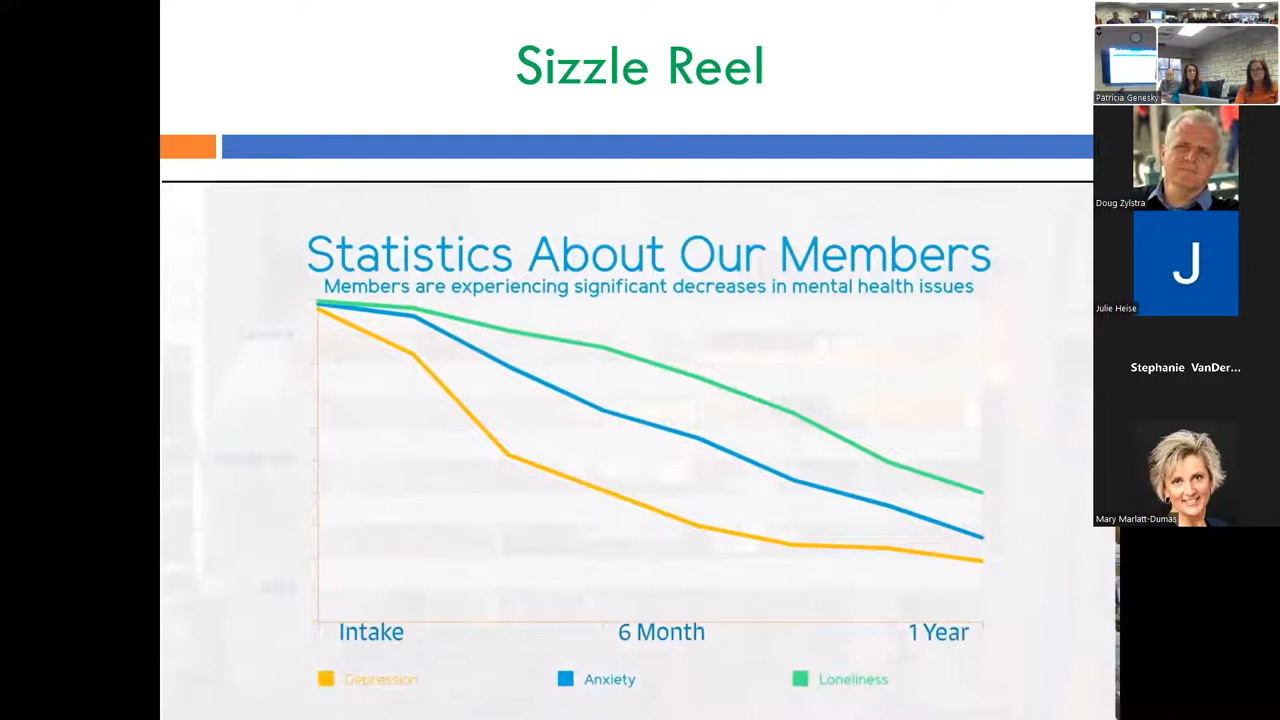 Sizzle Reel
Statistics About Our Members
Members are experiencing significant decreases in mental health issues
Intake
6 Month
1 Year
Depression
Anxiety
Loneliness
Patricia Genesky
Doug Zylstra
J
Julie Heise
Stephanie VanDer...
Mary Marlatt-Dumas